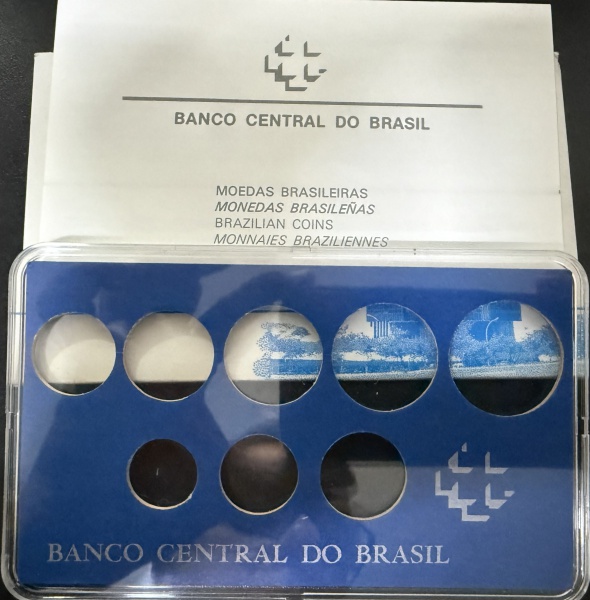 BANCO CENTRAL DO BRASIL
MOEDAS BRASILEIRAS
MONEDAS BRASILEÑAS
BRAZILIAN COINS
MONNAIES BRAZILIENNES
BANCO CENTRAL DO BRASIL